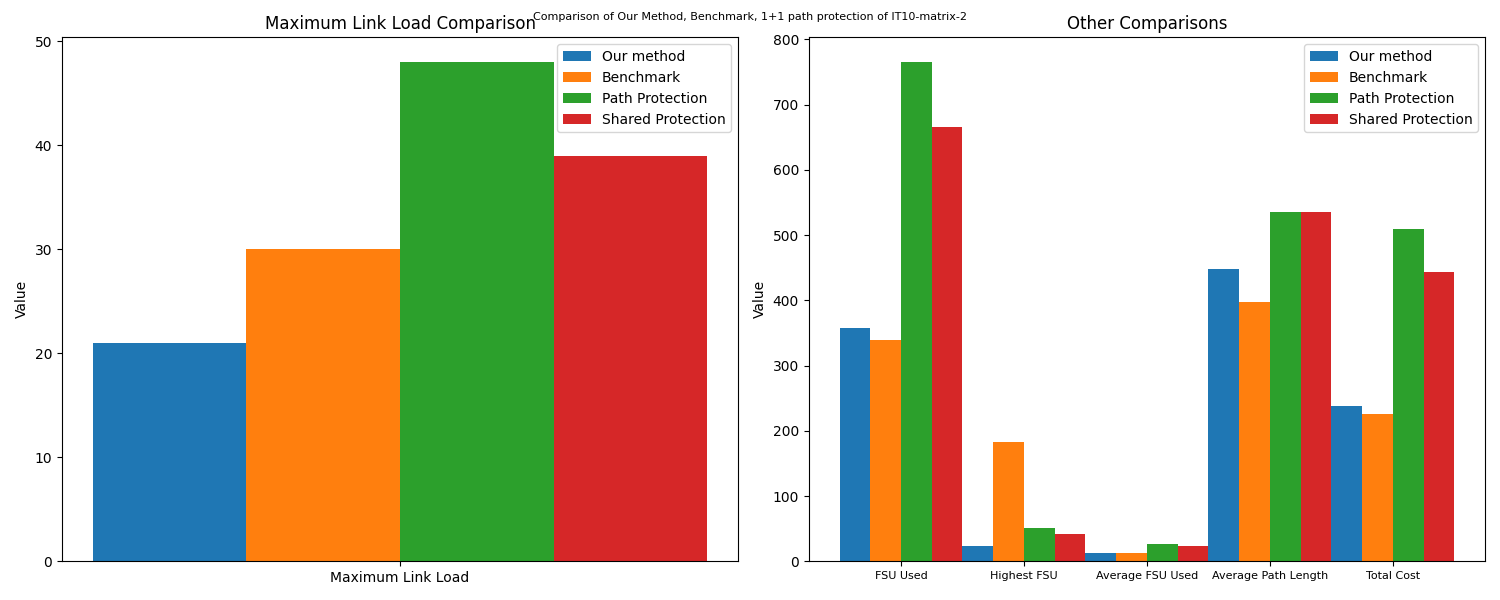 Comparison of Our Method, Benchmark, 1+1 path protection of IT10-matrix-2
Maximum Link Load Comparison
Value
50
40
30
20
10
0
Maximum Link Load
Our method
Benchmark
Path Protection
Shared Protection
Other Comparisons
Value
800
700
600
500
400
300
200
100
0
FSU Used
Highest FSU
Average FSU Used
Average Path Length
Total Cost
Our method
Benchmark
Path Protection
Shared Protection